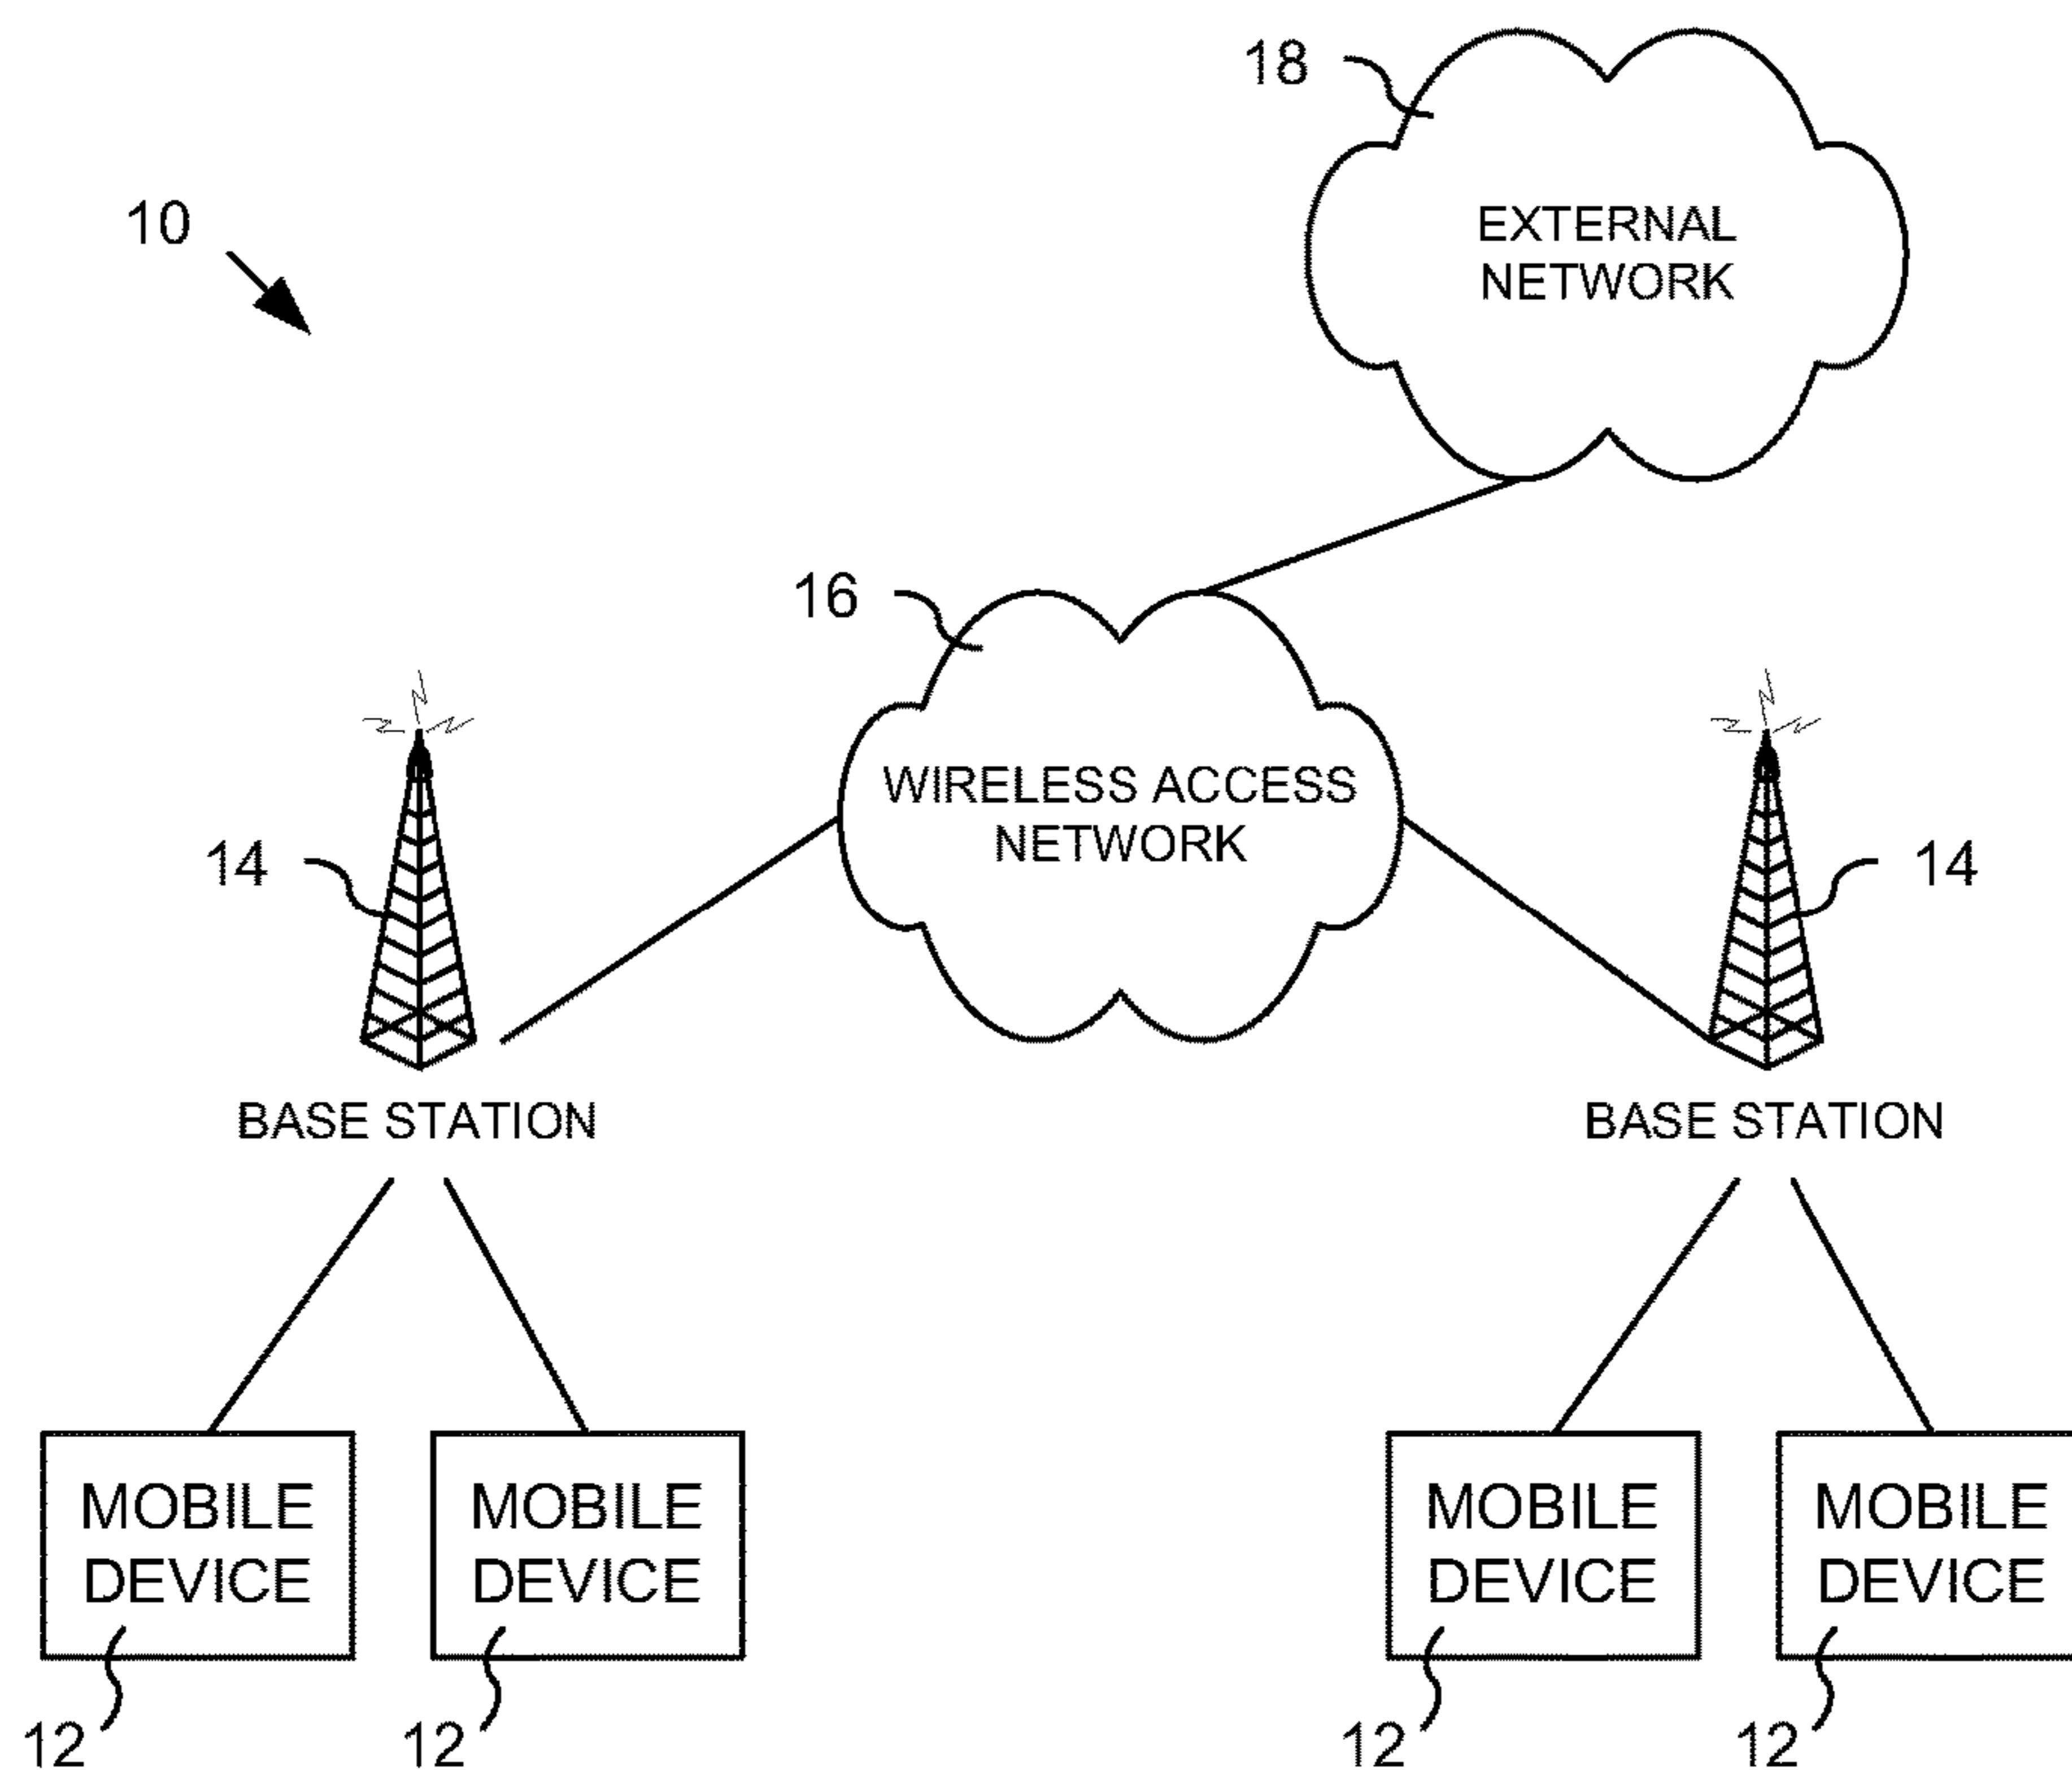 18
EXTERNAL
NETWORK
10
16
WIRELESS ACCESS
NETWORK
14
14
BASE STATION
BASE STATION
MOBILE
DEVICE
MOBILE
DEVICE
MOBILE
DEVICE
MOBILE
DEVICE
12
12
12
12